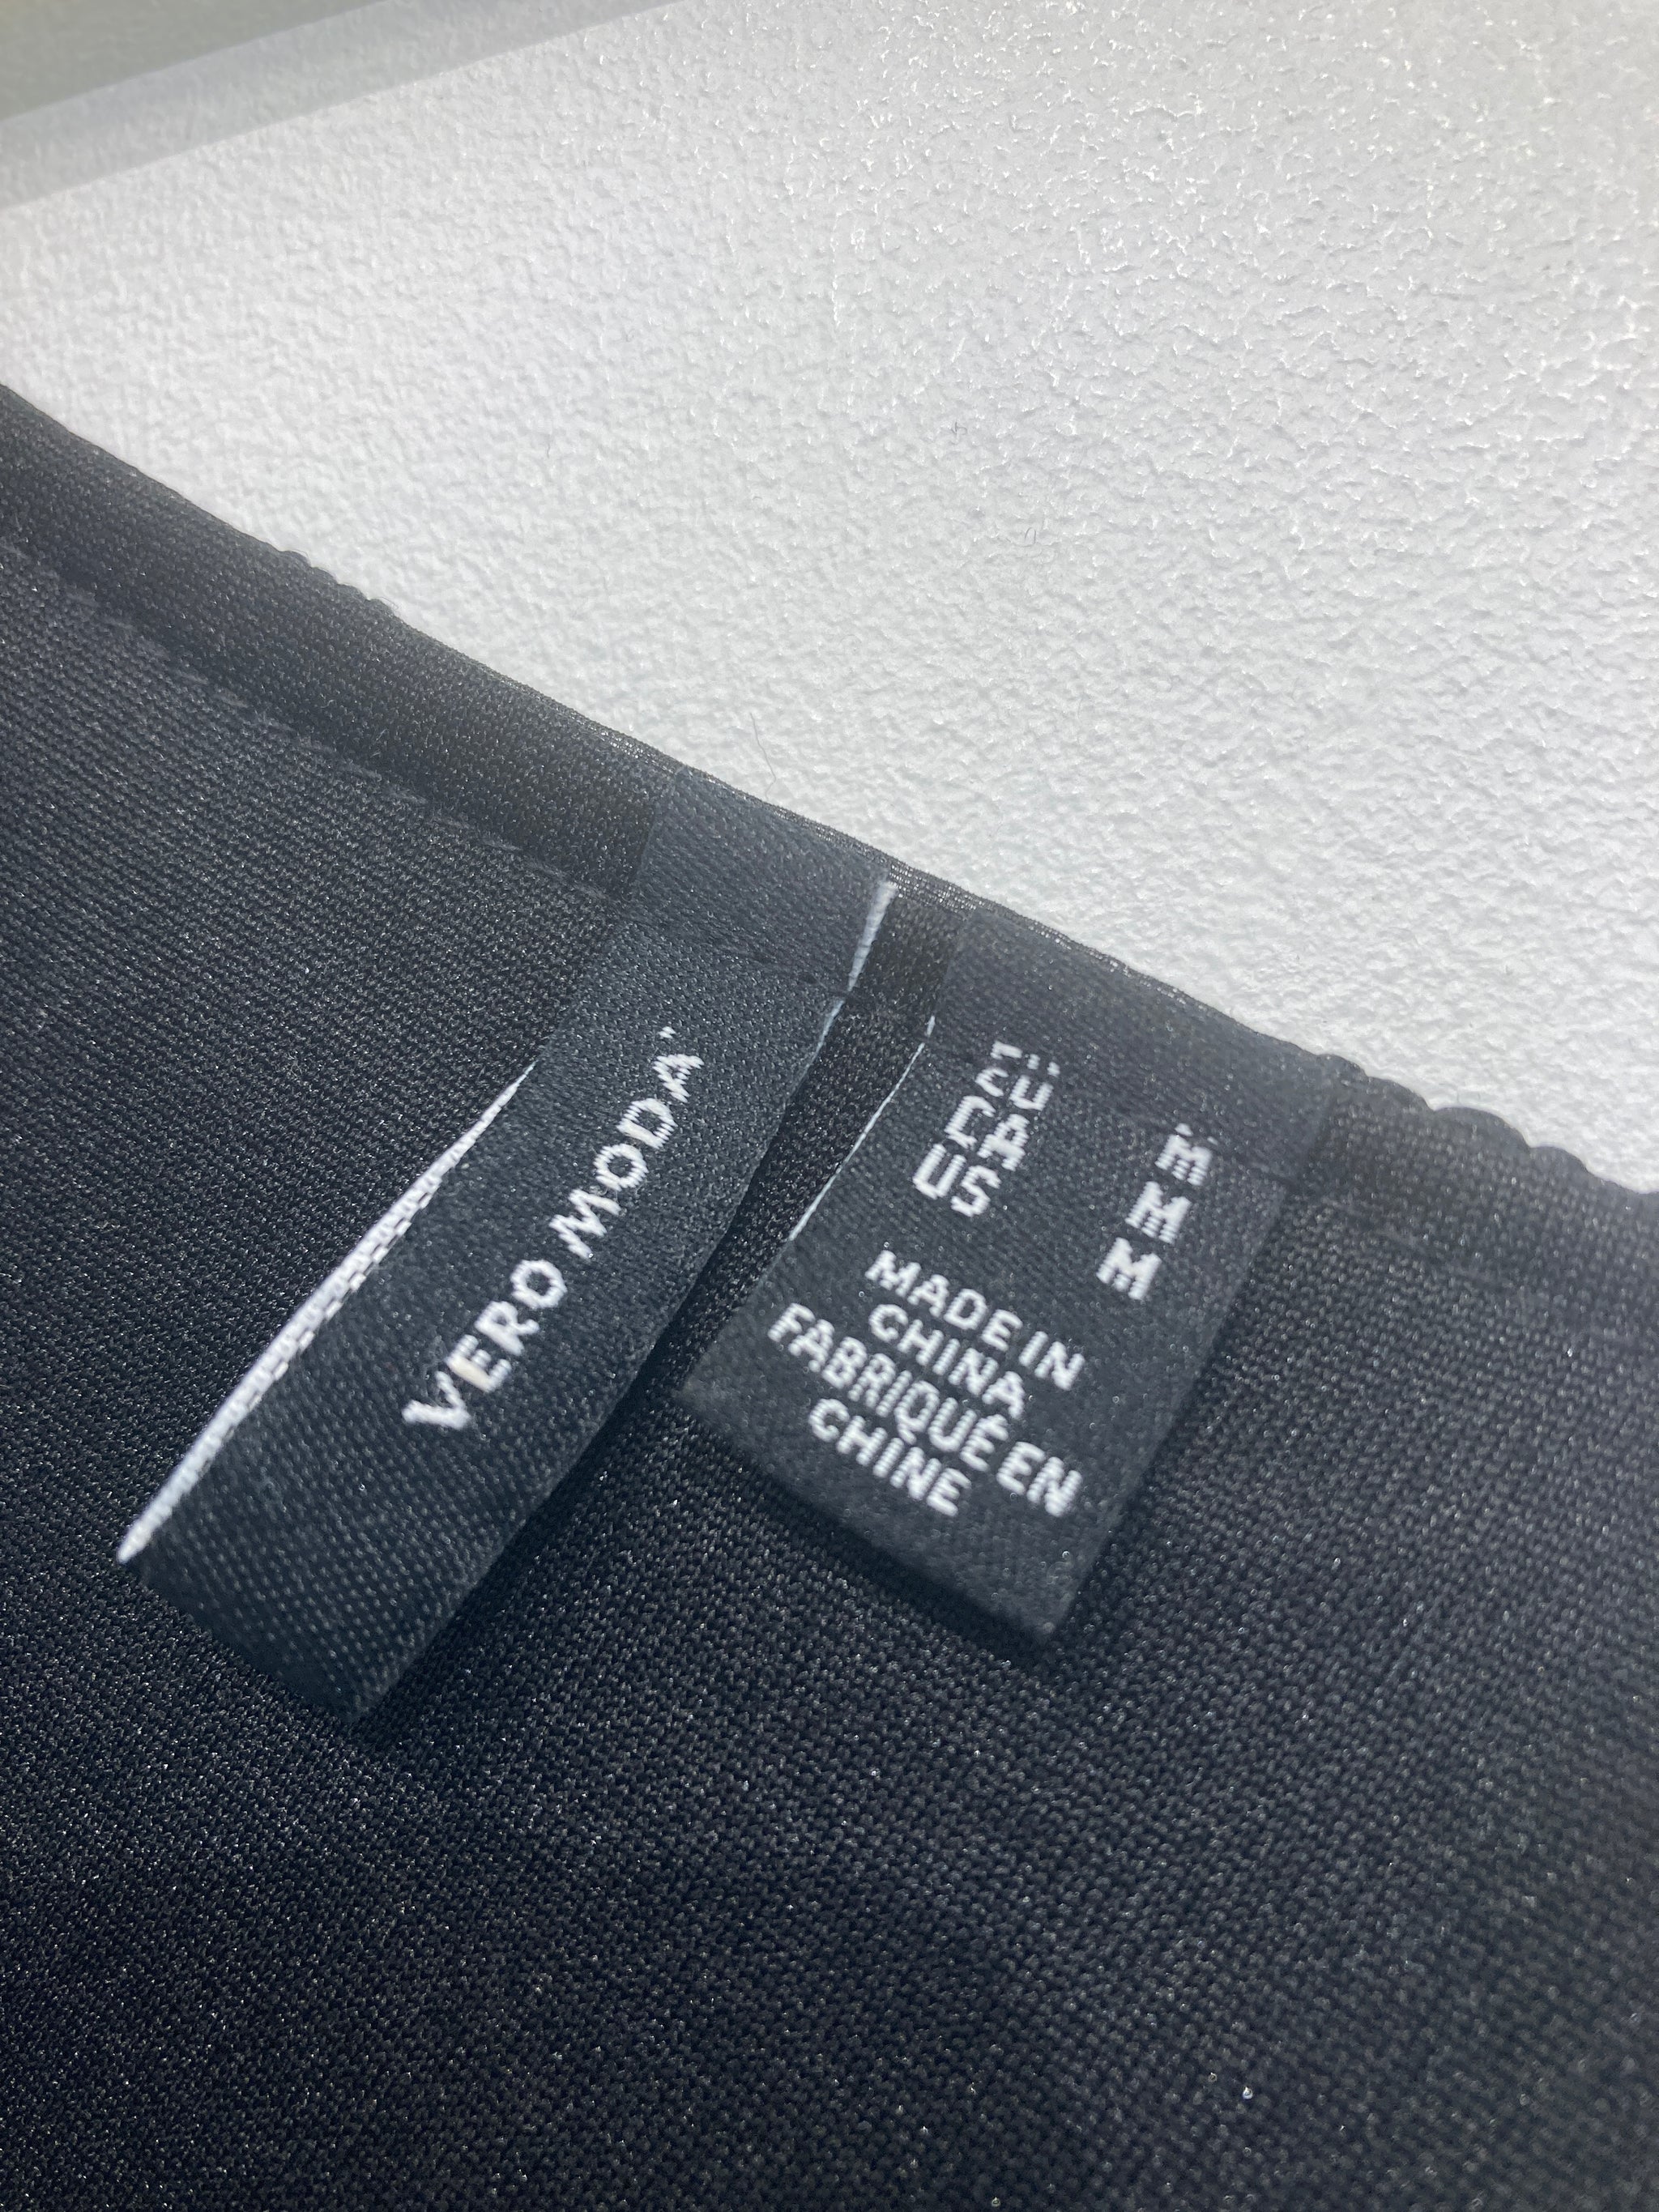 VERO MODA"
EU M
CA M
US M
MADE IN
CHINA
FABRIQUÉ EN
CHINE